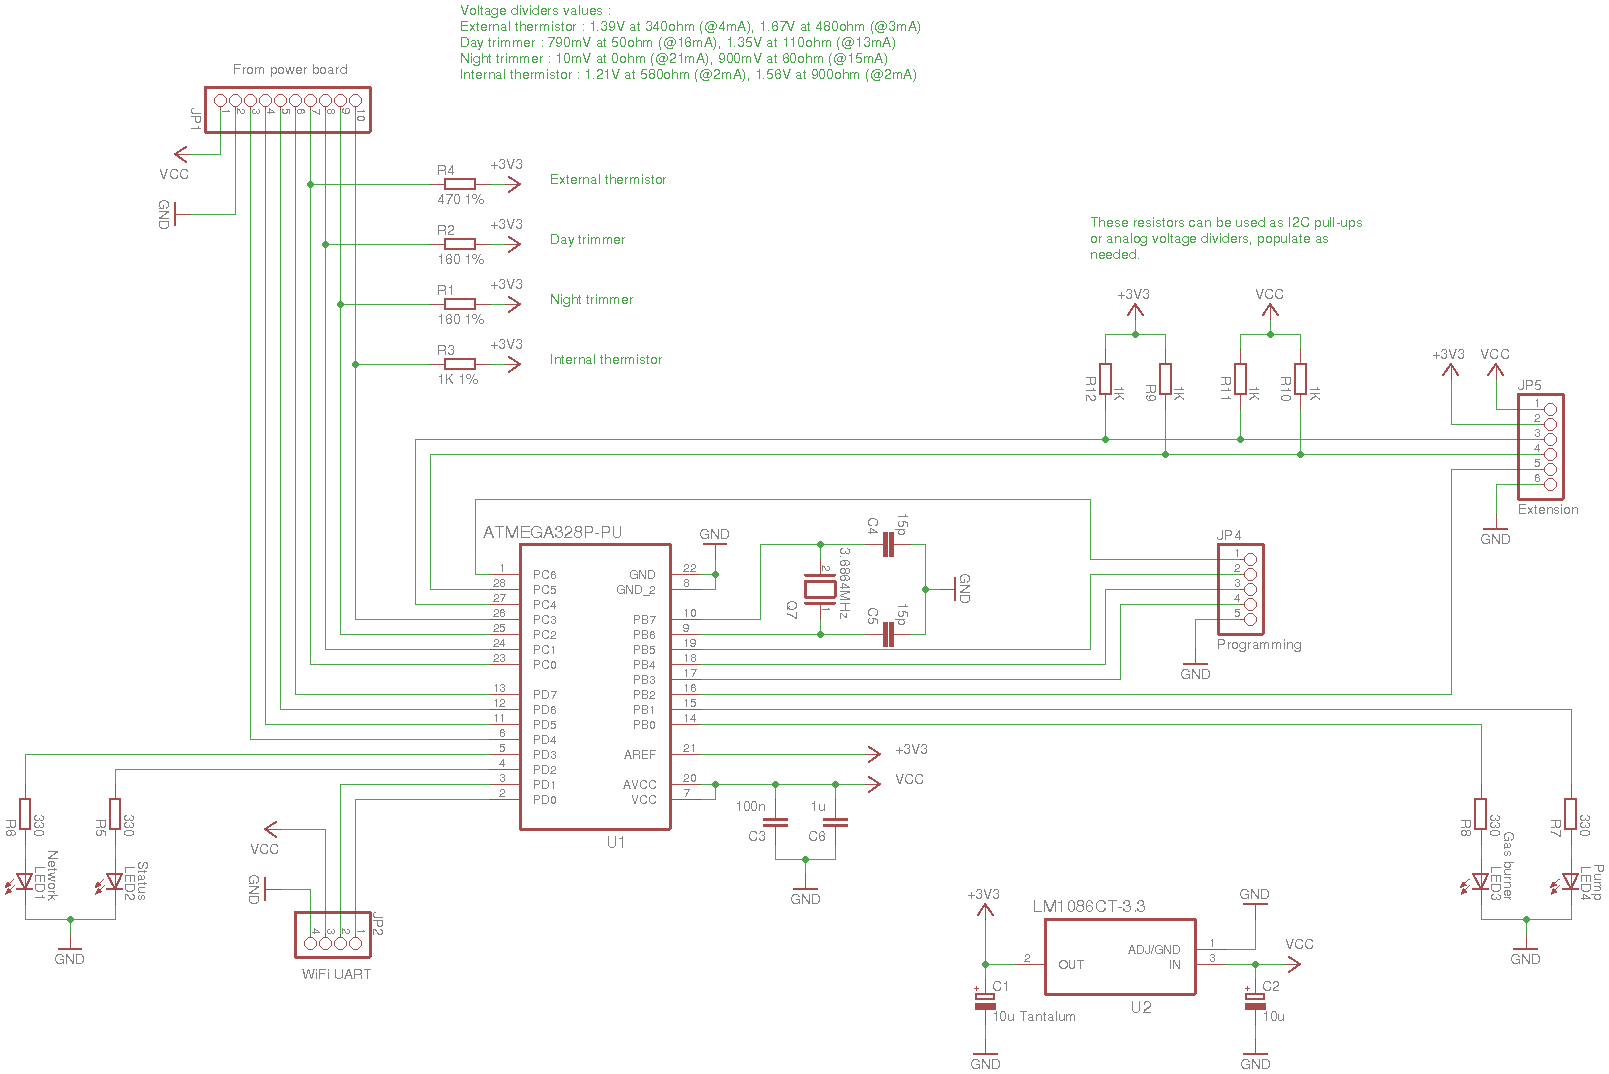 Voltage dividers values :
External thermistor : 1.39V at 340ohm (@4mA), 1.67V at 480ohm (@3mA)
Day trimmer : 790mV at 50ohm (@16mA), 1.35V at 110ohm (@13mA)
Night trimmer : 10mV at 0ohm (@21mA), 900mV at 60ohm (@15mA)
Internal thermistor : 1.21V at 580ohm (@2mA), 1.56V at 900ohm (@2mA)
From power board
JP1
1 2 3 4 5 6 7 8 9 10
VCC
GND
R4
470 1%
+3V3
External thermistor
R2
160 1%
+3V3
Day trimmer
R1
160 1%
+3V3
Night trimmer
R3
1K 1%
+3V3
Internal thermistor
These resistors can be used as I2C pull-ups
or analog voltage dividers, populate as
needed.
+3V3
VCC
R12
1K
R9
1K
R11
1K
R10
1K
+3V3
VCC
JP5
1
2
3
4
5
6
Extension
GND
ATMEGA328P-PU
1 PC6
28 PC5
27 PC4
26 PC3
25 PC2
24 PC1
23 PC0
13 PD7
12 PD6
11 PD5
6 PD4
5 PD3
4 PD2
3 PD1
2 PD0
GND 22
GND_2 8
PB7 10
PB6 9
PB5 19
PB4 18
PB3 17
PB2 16
PB1 15
PB0 14
AREF 21
AVCC 20
VCC 7
U1
GND
C4
15p
3.6864MHz
2
1
Q7
C5
15p
GND
JP4
1
2
3
4
5
Programming
GND
+3V3
VCC
100n
C3
1u
C6
GND
R6
330
R5
330
Network
LED1
Status
LED2
GND
VCC
GND
JP2
4 3 2 1
WiFi UART
R8
330
R7
330
Gas burner
LED3
Pump
LED4
GND
+3V3
LM1086CT-3.3
2 OUT
ADJ/GND 1
IN 3
U2
GND
VCC
+
C1
10u Tantalum
GND
+
C2
10u
GND